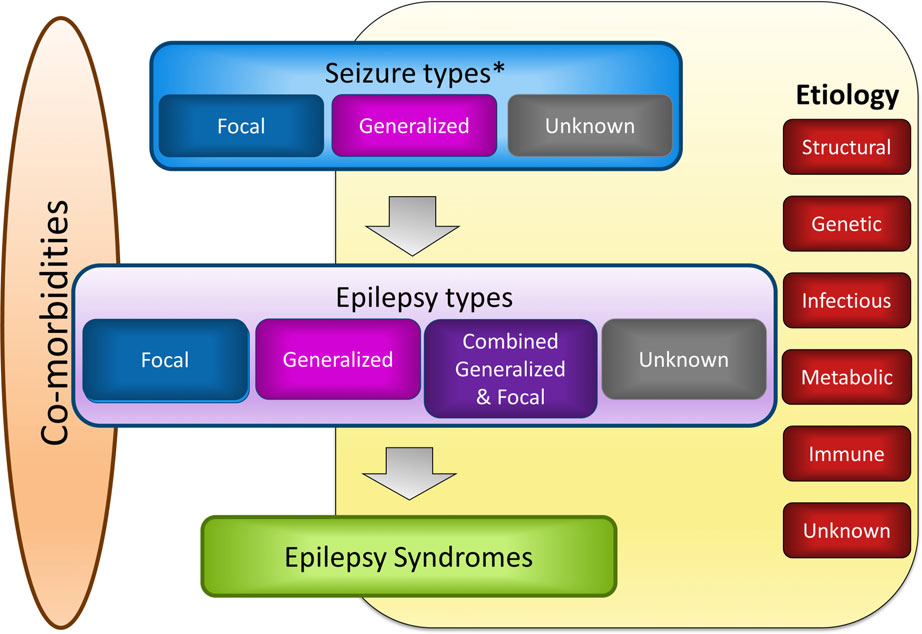 Co-morbidities
Seizure types*
Focal
Generalized
Unknown
Epilepsy types
Focal
Generalized
Combined
Generalized
& Focal
Unknown
Epilepsy Syndromes
Etiology
Structural
Genetic
Infectious
Metabolic
Immune
Unknown